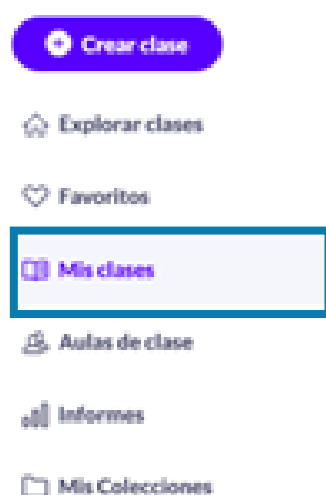 Crear clase
Explorar clases
Favoritos
Mis clases
Aulas de clase
Informes
Mis Colecciones